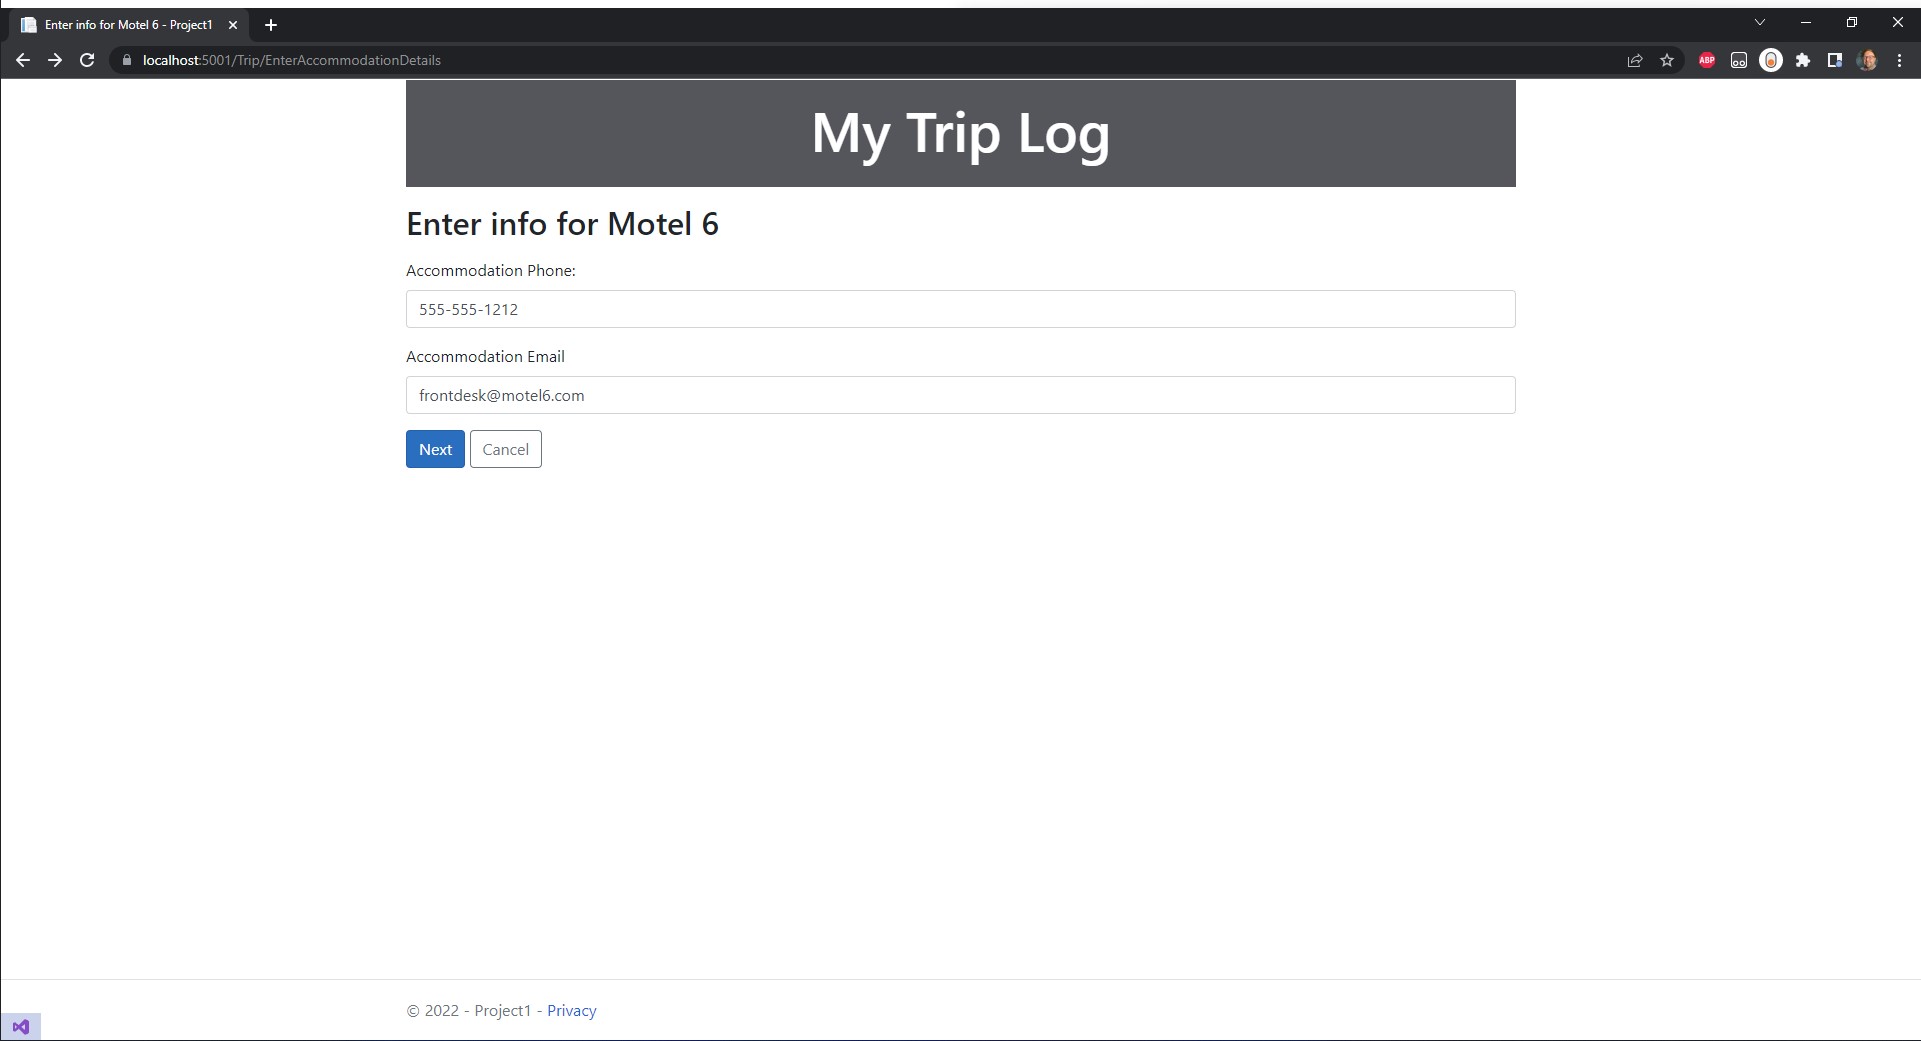 Enter info for Motel 6 - Project1
localhost:5001/Trip/EnterAccommodationDetails
ABP
My Trip Log
Enter info for Motel 6
Accommodation Phone:
555-555-1212
Accommodation Email
frontdesk@motel6.com
Next Cancel
© 2022 - Project1 - Privacy